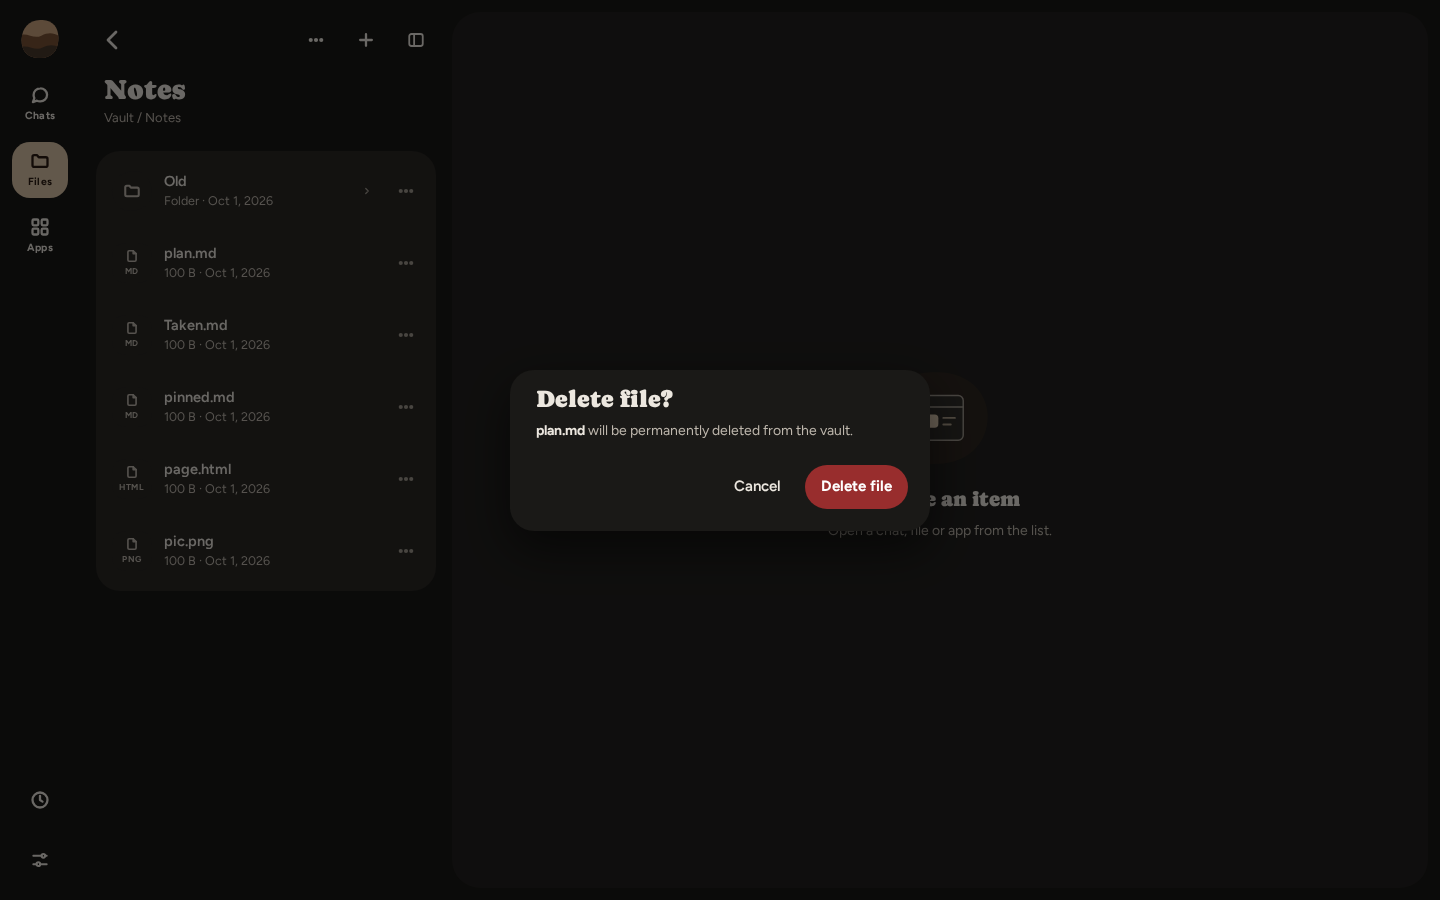 Notes
Vault / Notes
Chats
Files
Apps
Old
Folder · Oct 1, 2026
MD
plan.md
100 B · Oct 1, 2026
MD
Taken.md
100 B · Oct 1, 2026
MD
pinned.md
100 B · Oct 1, 2026
HTML
page.html
100 B · Oct 1, 2026
PNG
pic.png
100 B · Oct 1, 2026
Delete file?
plan.md will be permanently deleted from the vault.
Cancel
Delete file
e an item
Open a chat, file or app from the list.